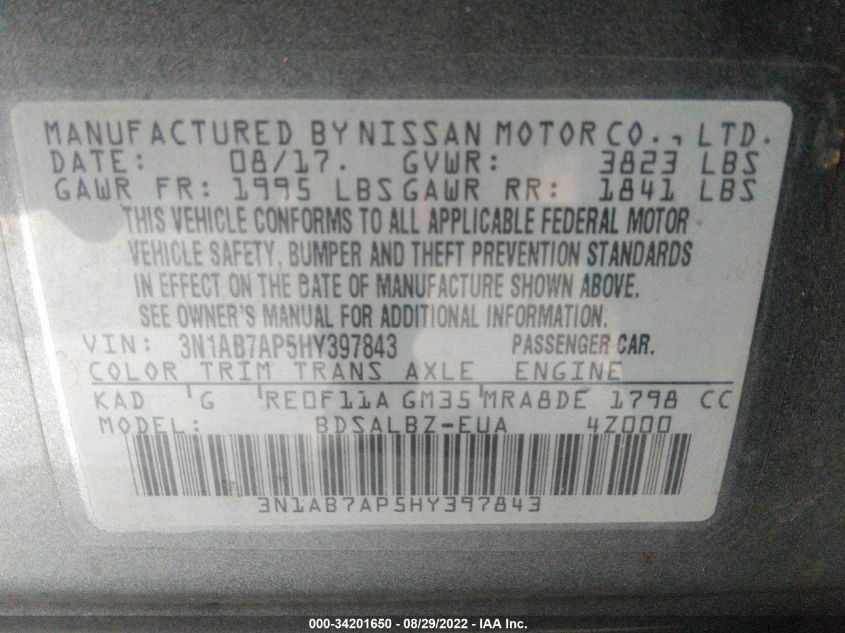 MANUFACTURED BY NISSAN MOTOR CO., LTD.
DATE: 08/17. GVWR: 3823 LBS
GAWR FR: 1995 LBS GAWR RR: 1841 LBS
THIS VEHICLE CONFORMS TO ALL APPLICABLE FEDERAL MOTOR
VEHICLE SAFETY, BUMPER AND THEFT PREVENTION STANDARDS
IN EFFECT ON THE DATE OF MANUFACTURE SHOWN ABOVE.
SEE OWNER'S MANUAL FOR ADDITIONAL INFORMATION.
VIN: 3N1AB7AP5HY397843 PASSENGER CAR.
COLOR TRIM TRANS AXLE ENGINE
KAD G RE0F11A GM35 MRA8DE 1798 CC
MODEL: BDSALBZ-EUA 4Z000
3N1AB7AP5HY397843
000-34201650 - 08/29/2022 - IAA Inc.